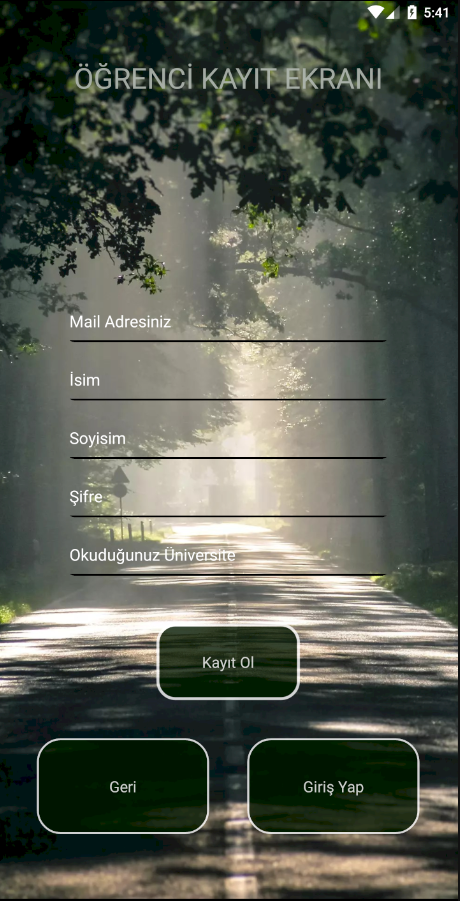 5:41
ÖĞRENCİ KAYIT EKRANI
Mail Adresiniz
İsim
Soyisim
Şifre
Okuduğunuz Üniversite
Kayıt Ol
Geri
Giriş Yap